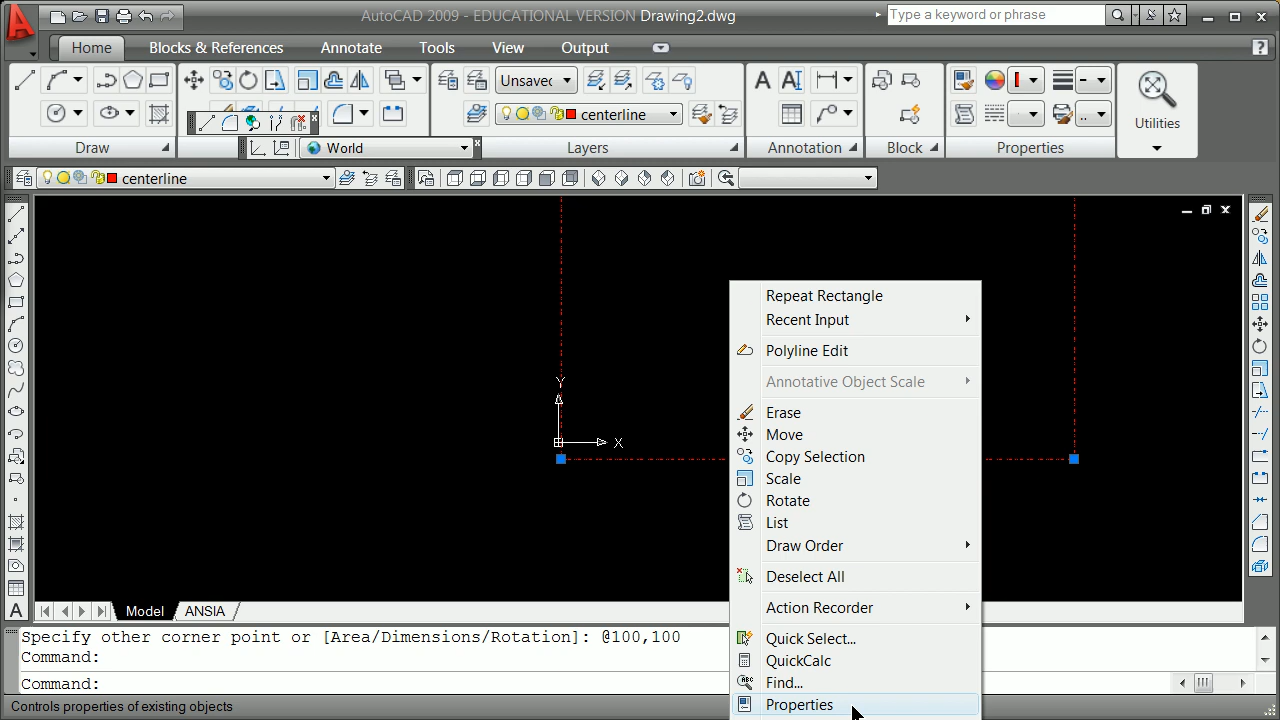 AutoCAD 2009 - EDUCATIONAL VERSION Drawing2.dwg
Type a keyword or phrase
Home
Blocks & References
Annotate
Tools
View
Output
Unsavec
centerline
World
Utilities
Draw
Layers
Annotation
Block
Properties
centerline
Y
X
Repeat Rectangle
Recent Input
Polyline Edit
Annotative Object Scale
Erase
Move
Copy Selection
Scale
Rotate
List
Draw Order
Deselect All
Action Recorder
Quick Select...
QuickCalc
Find...
Properties
Model
ANSIA
Specify other corner point or [Area/Dimensions/Rotation]: @100,100
Command:
Command:
Controls properties of existing objects